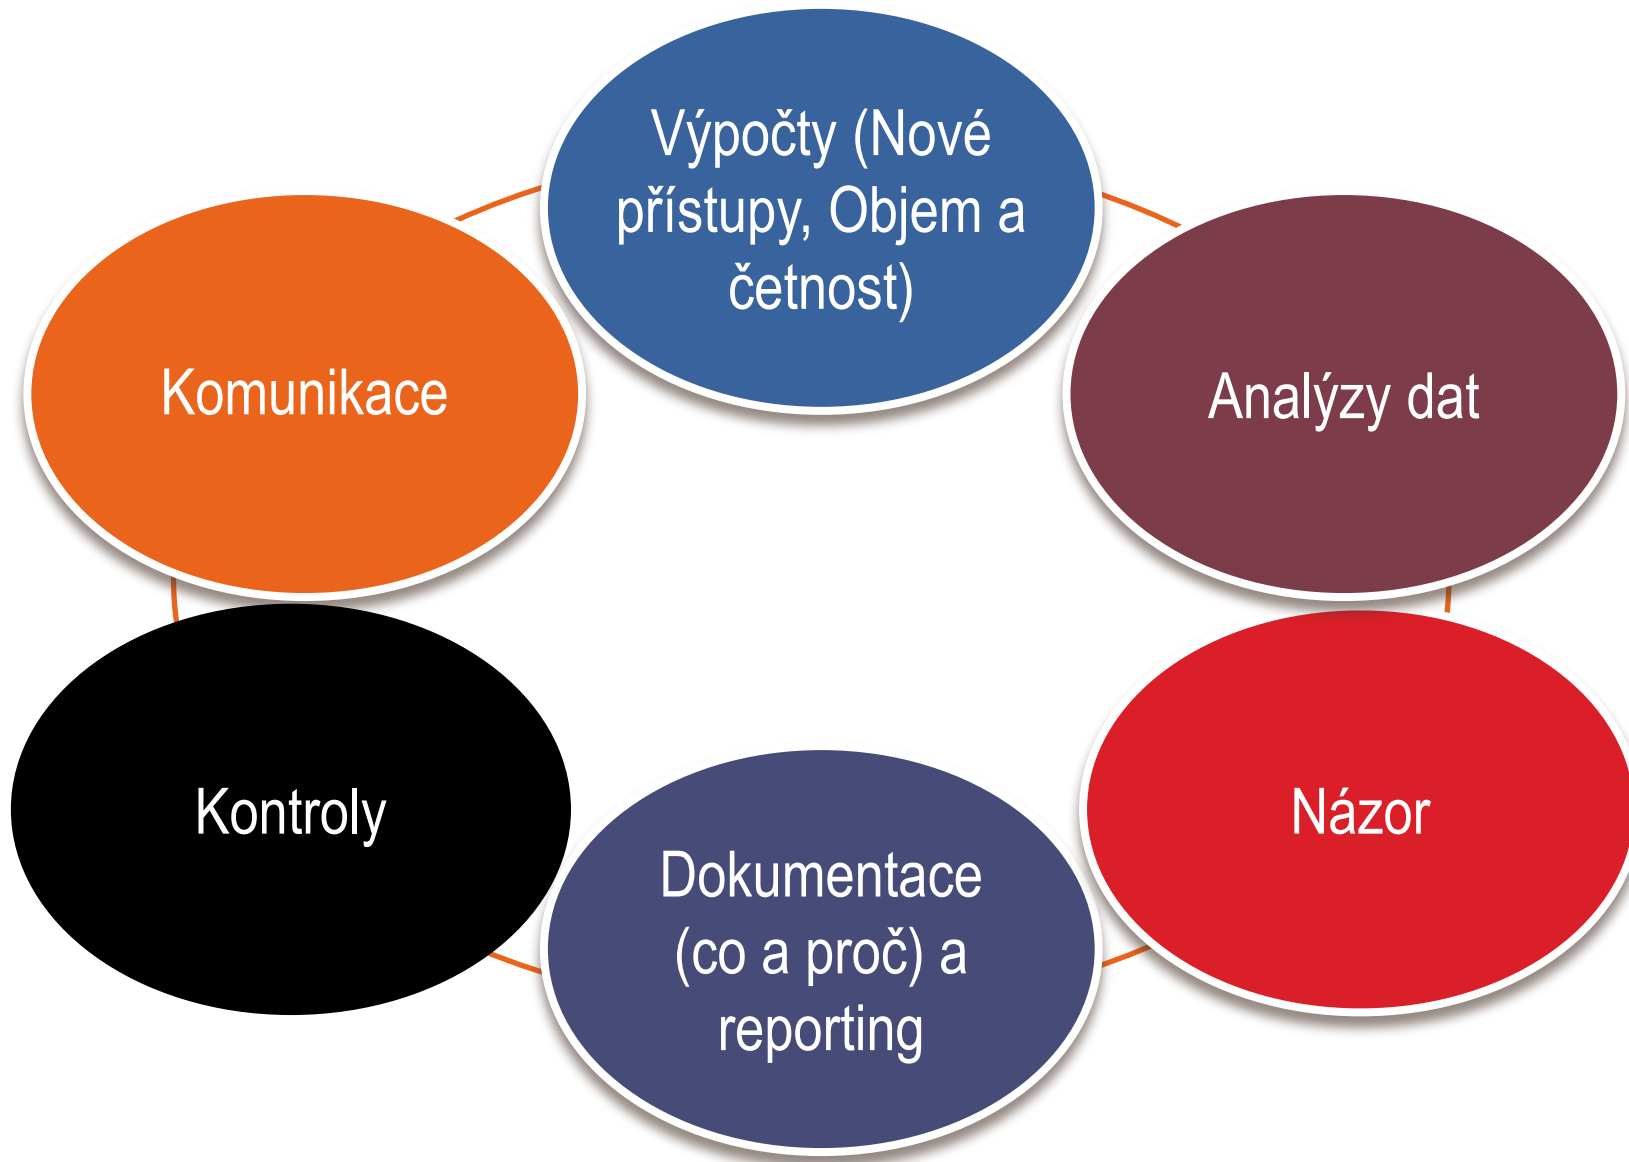 Výpočty (Nové
přístupy, Objem a
četnost)
Komunikace
Analýzy dat
Kontroly
Názor
Dokumentace
(co a proč) a
reporting